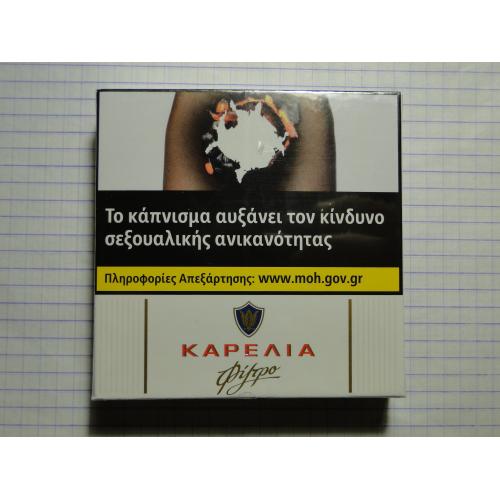 Το κάπνισμα αυξάνει τον κίνδυνο
σεξουαλικής ανικανότητας
Πληροφορίες Απεξάρτησης: www.moh.gov.gr
ΚΑΡΕΛΙΑ
Φίλτρο